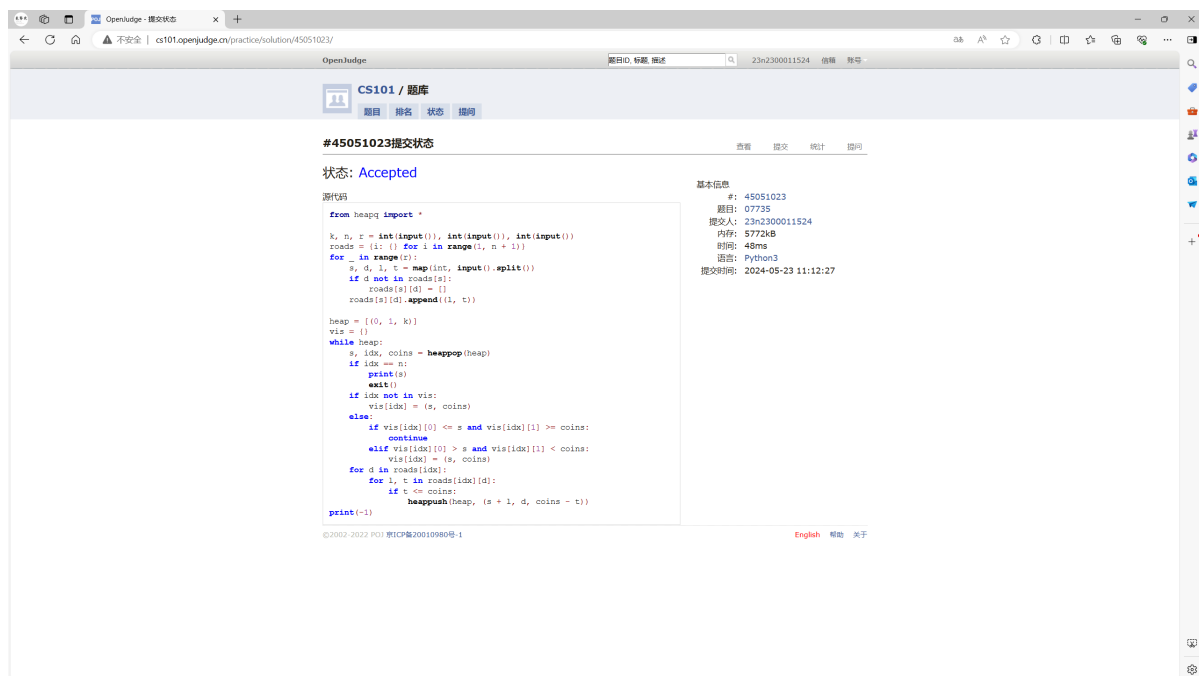 OpenJudge - 提交状态
不安全 | cs101.openjudge.cn/practice/solution/45051023/
OpenJudge 题目ID, 标题, 描述 23n2300011524 信箱 账号
CS101 / 题库
题目 排名 状态 提问
#45051023提交状态 查看 提交 统计 提问
状态: Accepted
源代码
from heapq import *
k, n, r = int(input()), int(input()), int(input())
roads = {i: {} for i in range(1, n + 1)}
for _ in range(r):
    s, d, l, t = map(int, input().split())
    if d not in roads[s]:
        roads[s][d] = []
    roads[s][d].append((l, t))
heap = [(0, 1, k)]
vis = {}
while heap:
    s, idx, coins = heappop(heap)
    if idx == n:
        print(s)
        exit()
    if idx not in vis:
        vis[idx] = (s, coins)
    else:
        if vis[idx][0] <= s and vis[idx][1] >= coins:
            continue
        elif vis[idx][0] > s and vis[idx][1] < coins:
            vis[idx] = (s, coins)
    for d in roads[idx]:
        for l, t in roads[idx][d]:
            if t <= coins:
                heappush(heap, (s + l, d, coins - t))
print(-1)
基本信息
#: 45051023
题目: 07735
提交人: 23n2300011524
内存: 5772kB
时间: 48ms
语言: Python3
提交时间: 2024-05-23 11:12:27
©2002-2022 POJ 京ICP备20010980号-1 English 帮助 关于